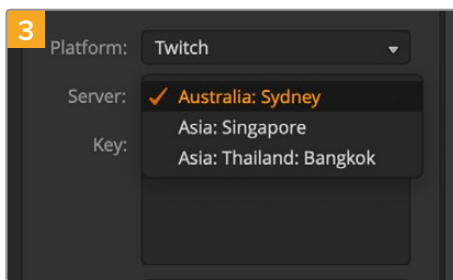 3
Platform: Twitch
Server: ✓ Australia: Sydney
Asia: Singapore
Key:
Asia: Thailand: Bangkok